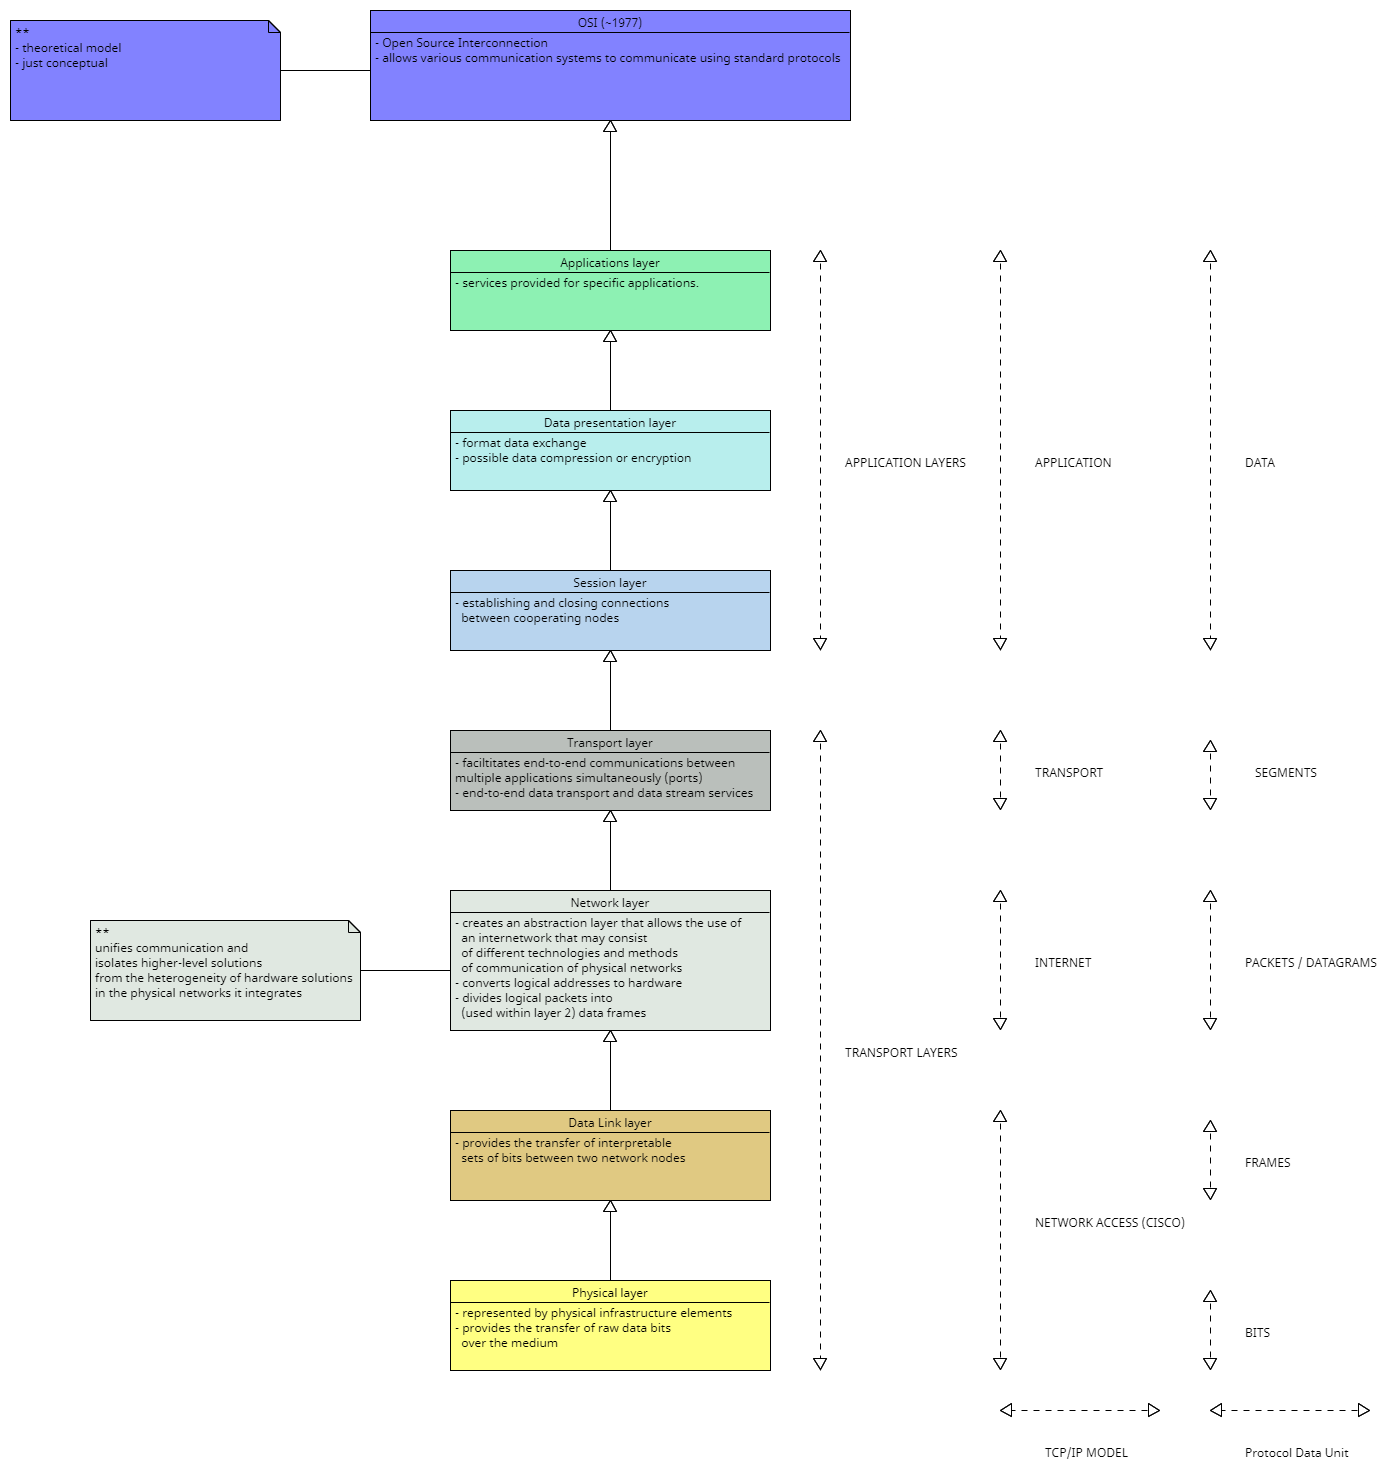 **
- theoretical model
- just conceptual
OSI (~1977)
- Open Source Interconnection
- allows various communication systems to communicate using standard protocols
Applications layer
- services provided for specific applications.
Data presentation layer
- format data exchange
- possible data compression or encryption
APPLICATION LAYERS
APPLICATION
DATA
Session layer
- establishing and closing connections
between cooperating nodes
Transport layer
- faciltitates end-to-end communications between
multiple applications simultaneously (ports)
- end-to-end data transport and data stream services
TRANSPORT
SEGMENTS
Network layer
- creates an abstraction layer that allows the use of
an internetwork that may consist
of different technologies and methods
of communication of physical networks
- converts logical addresses to hardware
- divides logical packets into
(used within layer 2) data frames
**
unifies communication and
isolates higher-level solutions
from the heterogeneity of hardware solutions
in the physical networks it integrates
INTERNET
PACKETS / DATAGRAMS
TRANSPORT LAYERS
Data Link layer
- provides the transfer of interpretable
sets of bits between two network nodes
FRAMES
NETWORK ACCESS (CISCO)
Physical layer
- represented by physical infrastructure elements
- provides the transfer of raw data bits
over the medium
BITS
TCP/IP MODEL
Protocol Data Unit